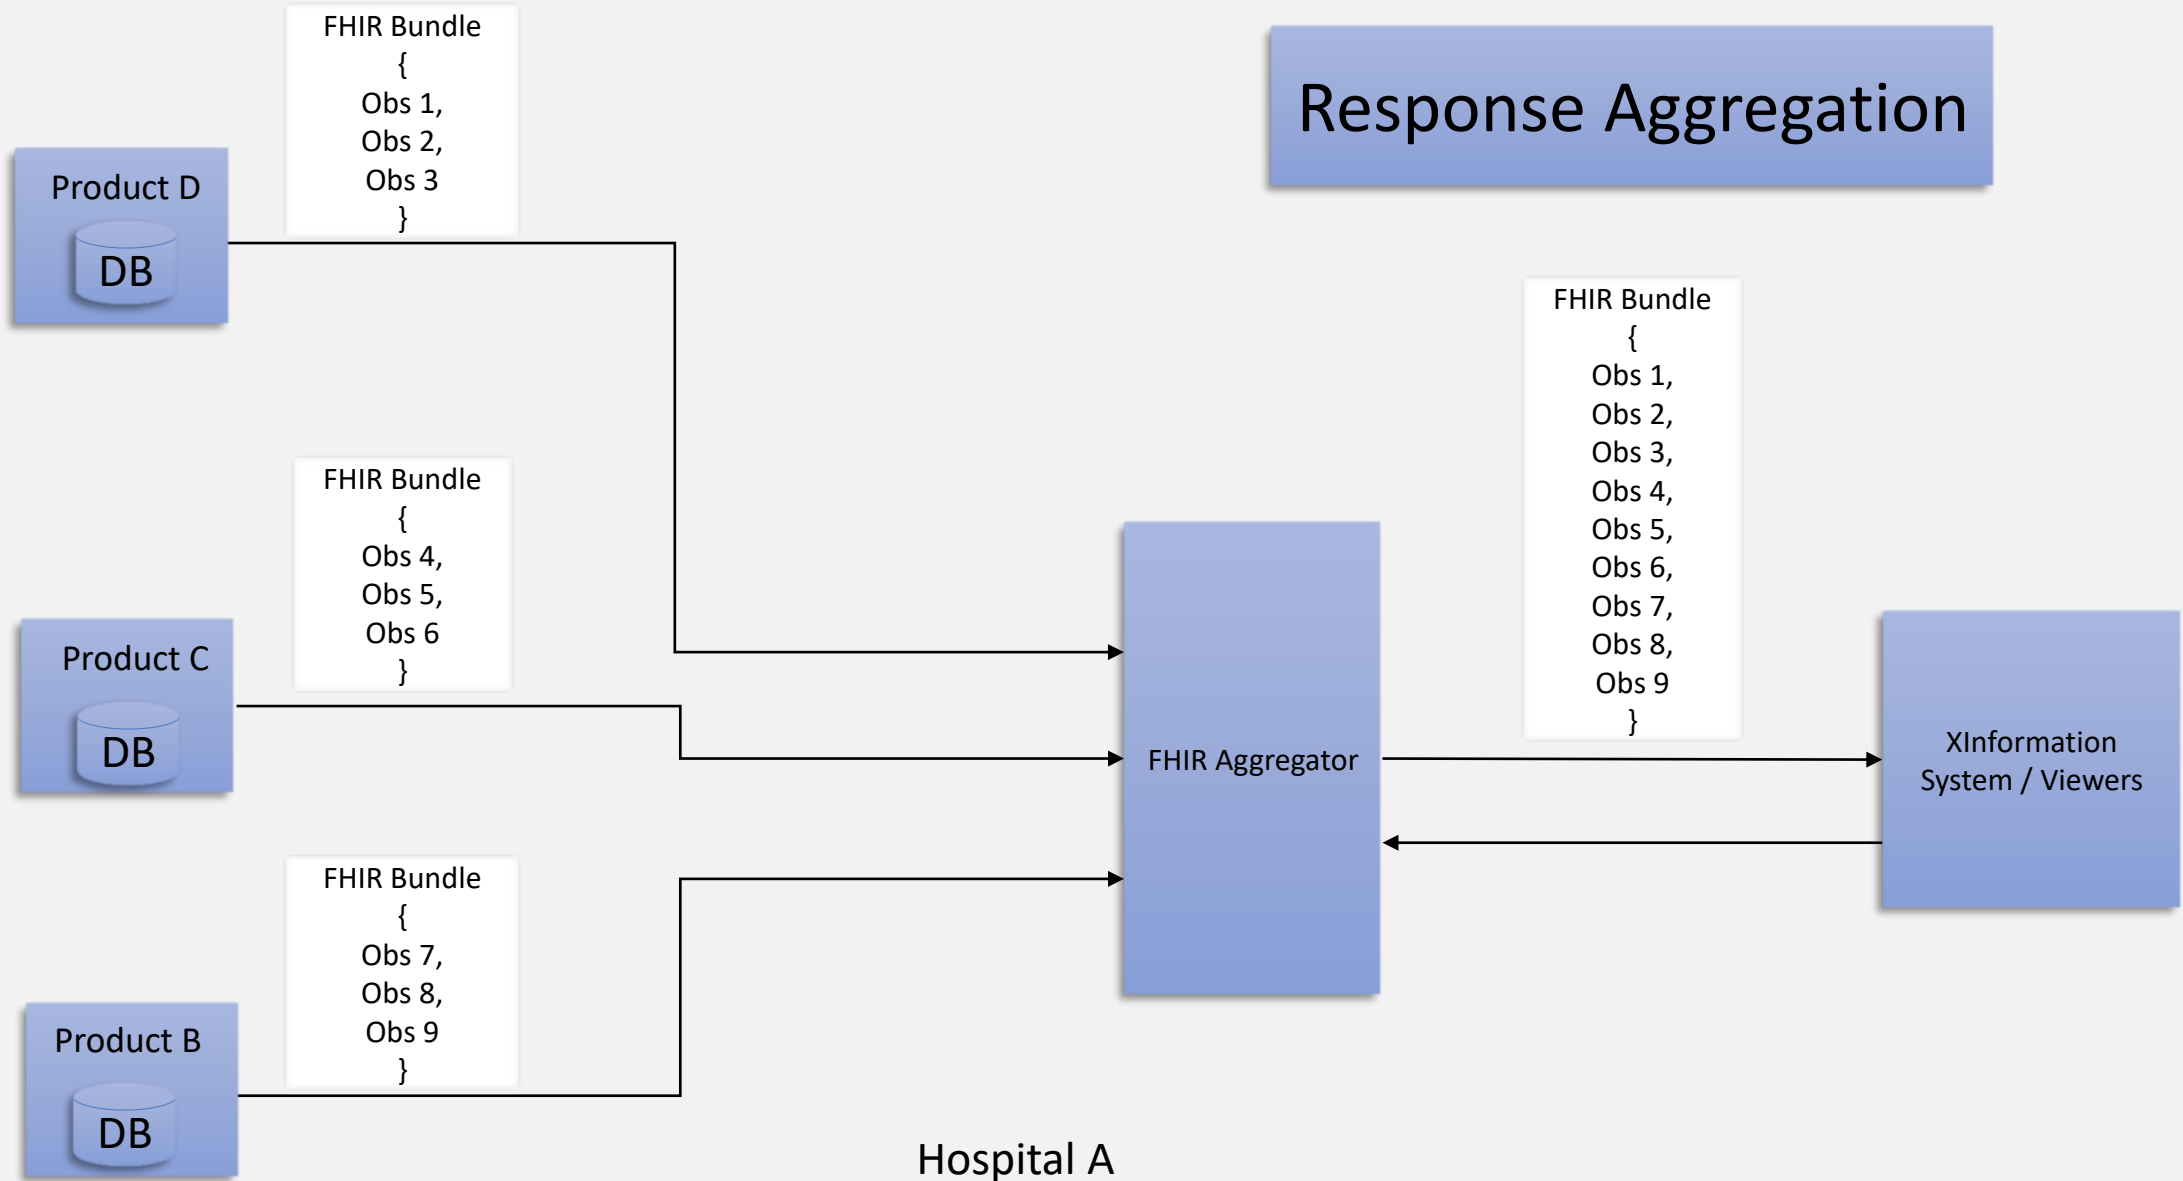 Response Aggregation
Product D
DB
FHIR Bundle
{
Obs 1,
Obs 2,
Obs 3
}
Product C
DB
FHIR Bundle
{
Obs 4,
Obs 5,
Obs 6
}
Product B
DB
FHIR Bundle
{
Obs 7,
Obs 8,
Obs 9
}
FHIR Aggregator
FHIR Bundle
{
Obs 1,
Obs 2,
Obs 3,
Obs 4,
Obs 5,
Obs 6,
Obs 7,
Obs 8,
Obs 9
}
XInformation
System / Viewers
Hospital A